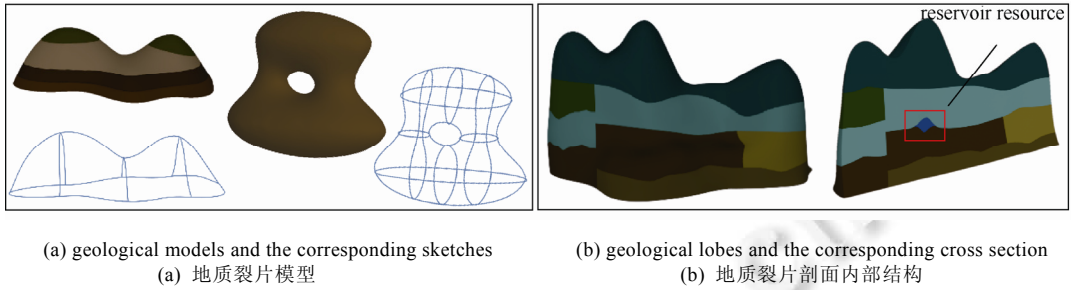 reservoir resource
(a) geological models and the corresponding sketches
(a) 地质裂片模型
(b) geological lobes and the corresponding cross section
(b) 地质裂片剖面内部结构